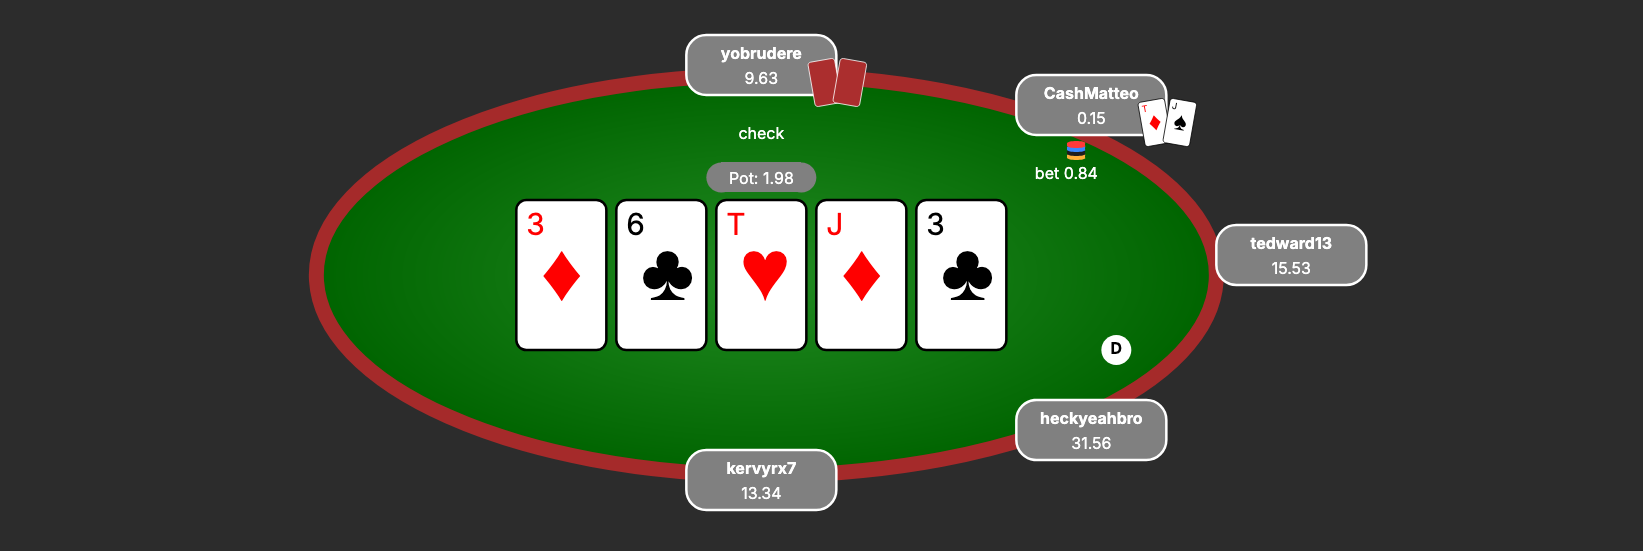 yobrudere
9.63
CashMatteo
0.15
T
J
check
bet 0.84
Pot: 1.98
3
6
T
J
3
tedward13
15.53
D
heckyeahbro
31.56
kervyrx7
13.34